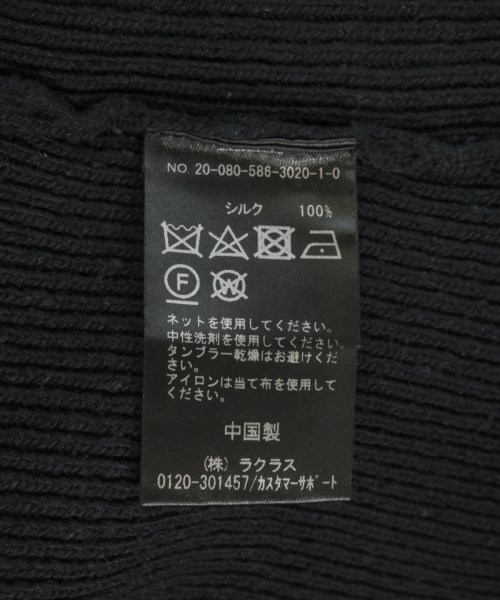 NO 20-080-586-3020-1-0
シルク 100%
F W
ネットを使用してください。
中性洗剤を使用してください。
タンブラー乾燥はお避けくだ
さい。
アイロンは当て布を使用して
ください。
中国製
(株) ラクラス
0120-301457/ｶｽﾀﾏｰｻﾎﾟｰﾄ